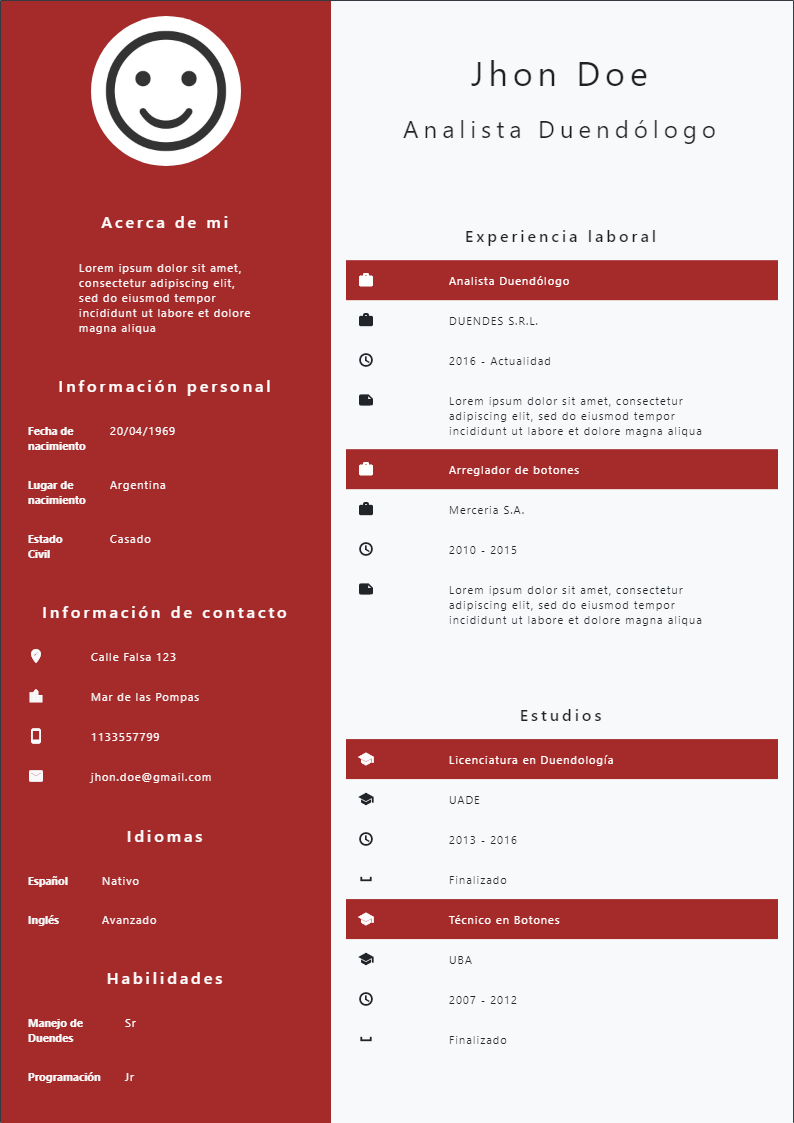 Acerca de mi
Lorem ipsum dolor sit amet,
consectetur adipiscing elit,
sed do eiusmod tempor
incididunt ut labore et dolore
magna aliqua
Información personal
Fecha de nacimiento 20/04/1969
Lugar de nacimiento Argentina
Estado Civil Casado
Información de contacto
Calle Falsa 123
Mar de las Pompas
1133557799
jhon.doe@gmail.com
Idiomas
Español Nativo
Inglés Avanzado
Habilidades
Manejo de Duendes Sr
Programación Jr
Jhon Doe
Analista Duendólogo
Experiencia laboral
Analista Duendólogo
DUENDES S.R.L.
2016 - Actualidad
Lorem ipsum dolor sit amet, consectetur
adipiscing elit, sed do eiusmod tempor
incididunt ut labore et dolore magna aliqua
Arreglador de botones
Merceria S.A.
2010 - 2015
Lorem ipsum dolor sit amet, consectetur
adipiscing elit, sed do eiusmod tempor
incididunt ut labore et dolore magna aliqua
Estudios
Licenciatura en Duendología
UADE
2013 - 2016
Finalizado
Técnico en Botones
UBA
2007 - 2012
Finalizado